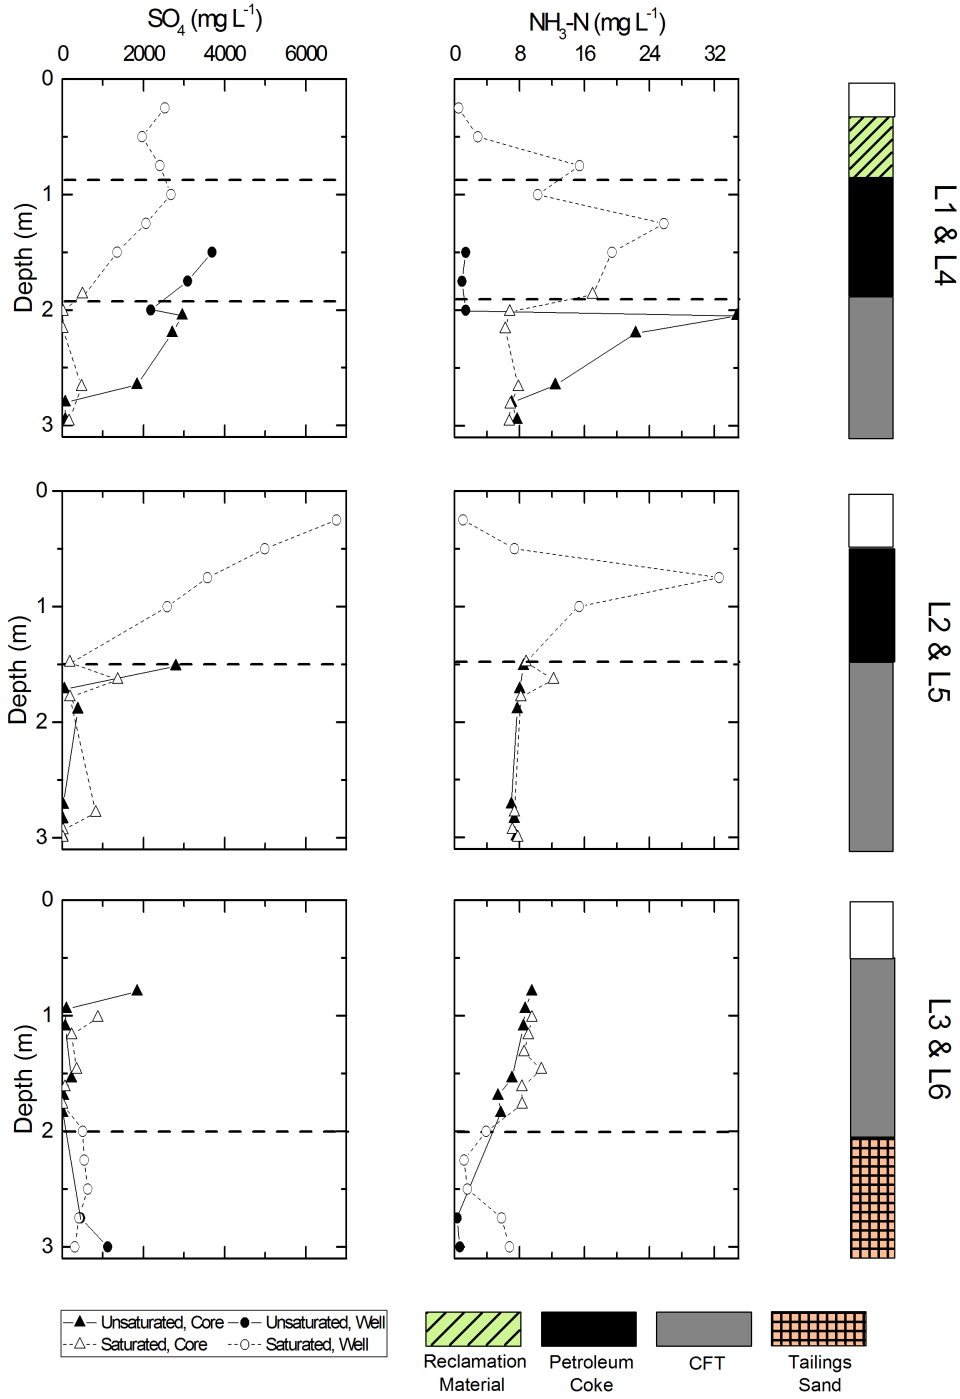 SO₄ (mg L⁻¹) NH₃-N (mg L⁻¹)
0 2000 4000 6000 0 8 16 24 32
0
1
2
3
Depth (m)
L1 & L4
0
1
2
3
Depth (m)
L2 & L5
0
1
2
3
Depth (m)
L3 & L6
Unsaturated, Core Unsaturated, Well
Saturated, Core Saturated, Well
Reclamation
Material
Petroleum
Coke
CFT
Tailings
Sand